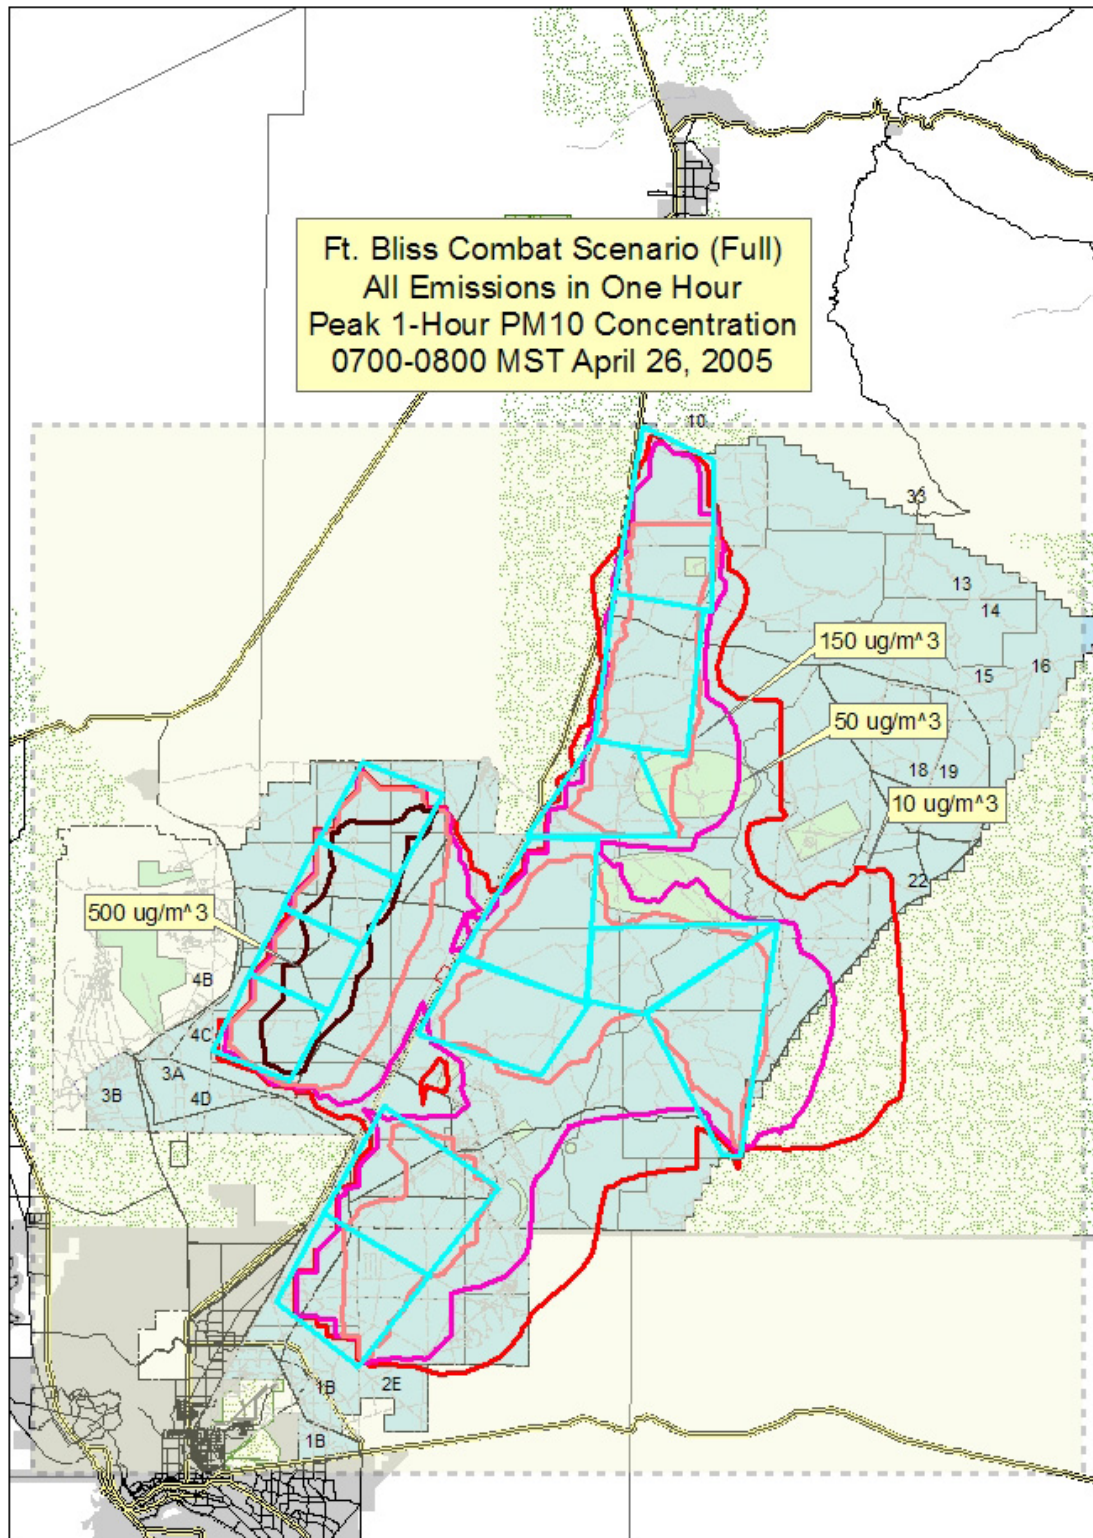 Ft. Bliss Combat Scenario (Full)
All Emissions in One Hour
Peak 1-Hour PM10 Concentration
0700-0800 MST April 26, 2005
10
33
13
14
150 ug/m^3
16
15
50 ug/m^3
18
19
10 ug/m^3
22
500 ug/m^3
4B
4C
3A
3B
4D
1B
2E
1B